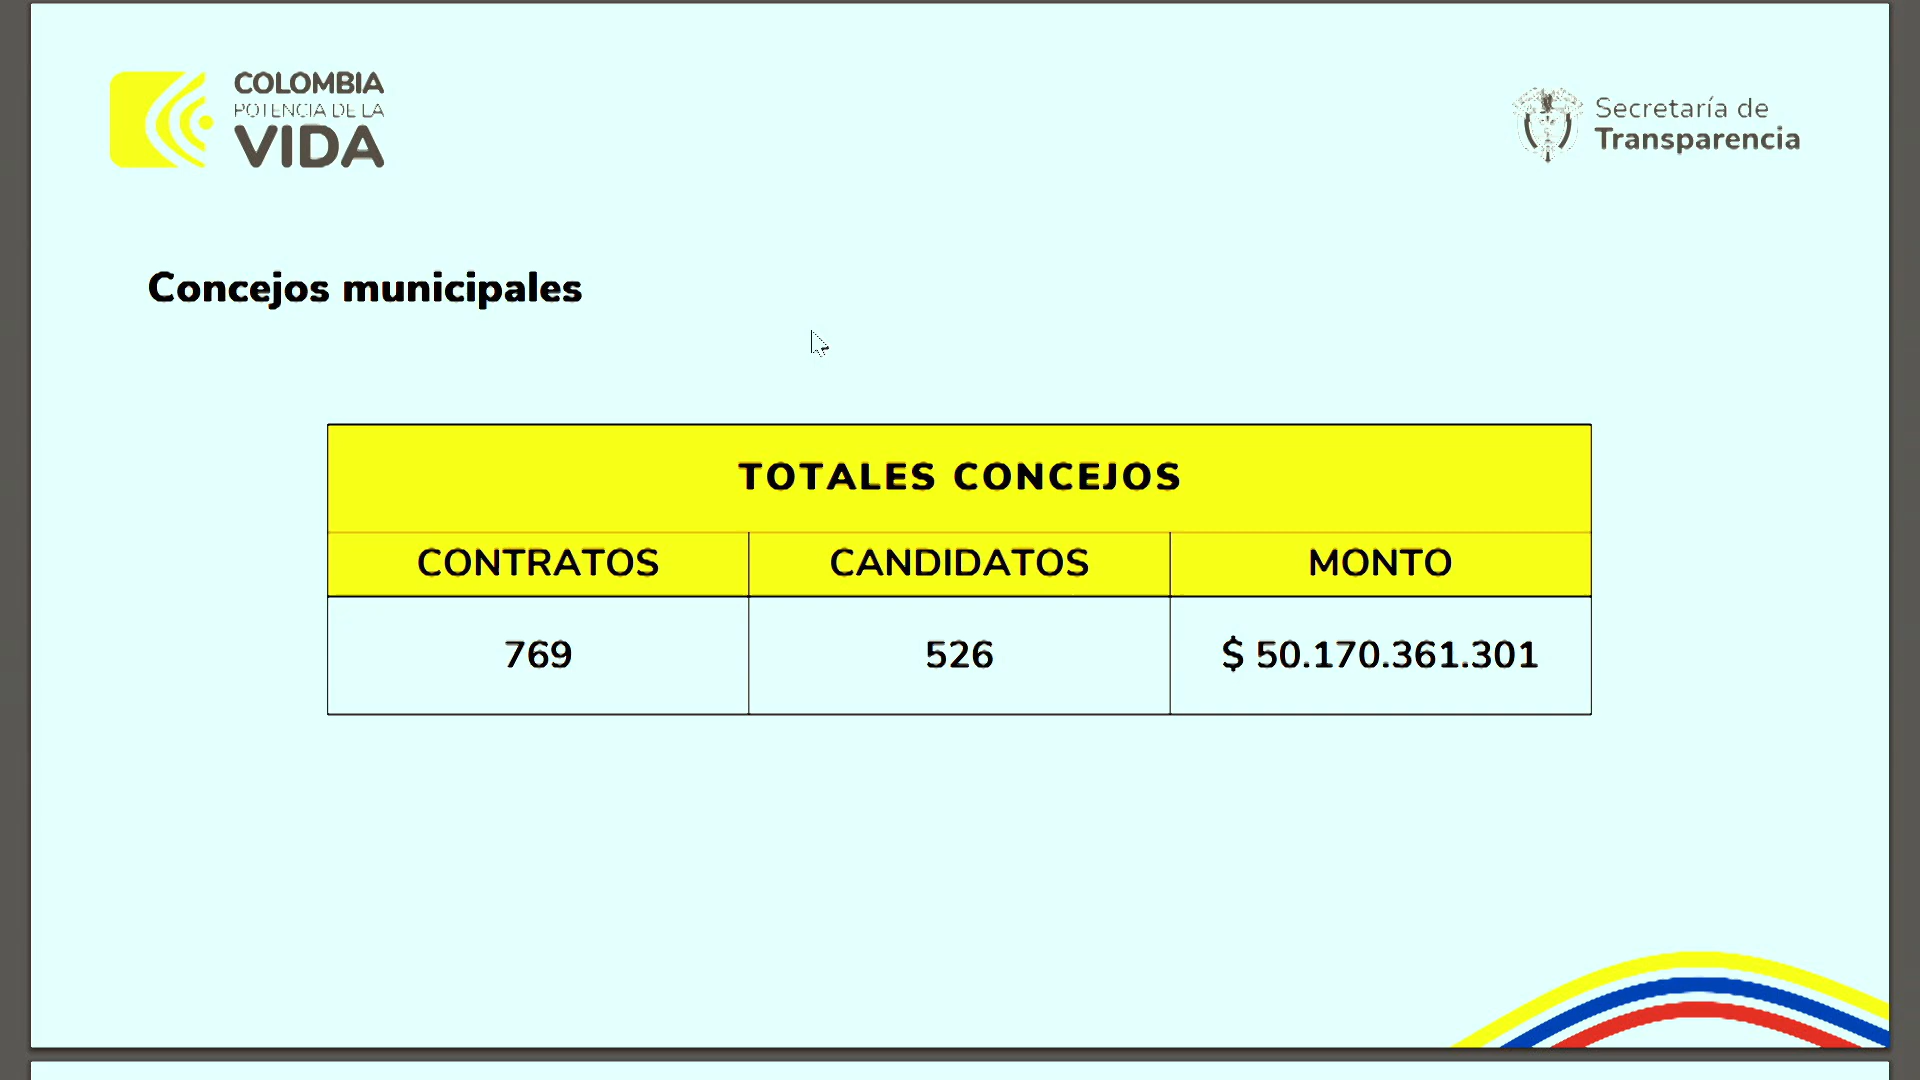 COLOMBIA
POTENCIA DE LA
VIDA
Secretaría de
Transparencia
Concejos municipales
TOTALES CONCEJOS
CONTRATOS CANDIDATOS MONTO
769 526 $ 50.170.361.301